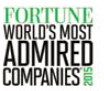 FORTUNE
WORLD'S MOST
ADMIRED
COMPANIES
2015